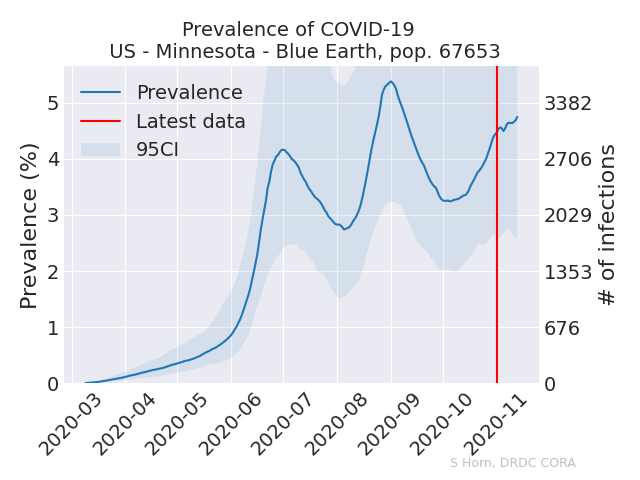 Prevalence of COVID-19
US - Minnesota - Blue Earth, pop. 67653
Prevalence
Latest data
95CI
Prevalence (%)
5
4
3
2
1
0
3382
2706
2029
1353
676
0
# of infections
2020-03
2020-04
2020-05
2020-06
2020-07
2020-08
2020-09
2020-10
2020-11
S Horn, DRDC CORA